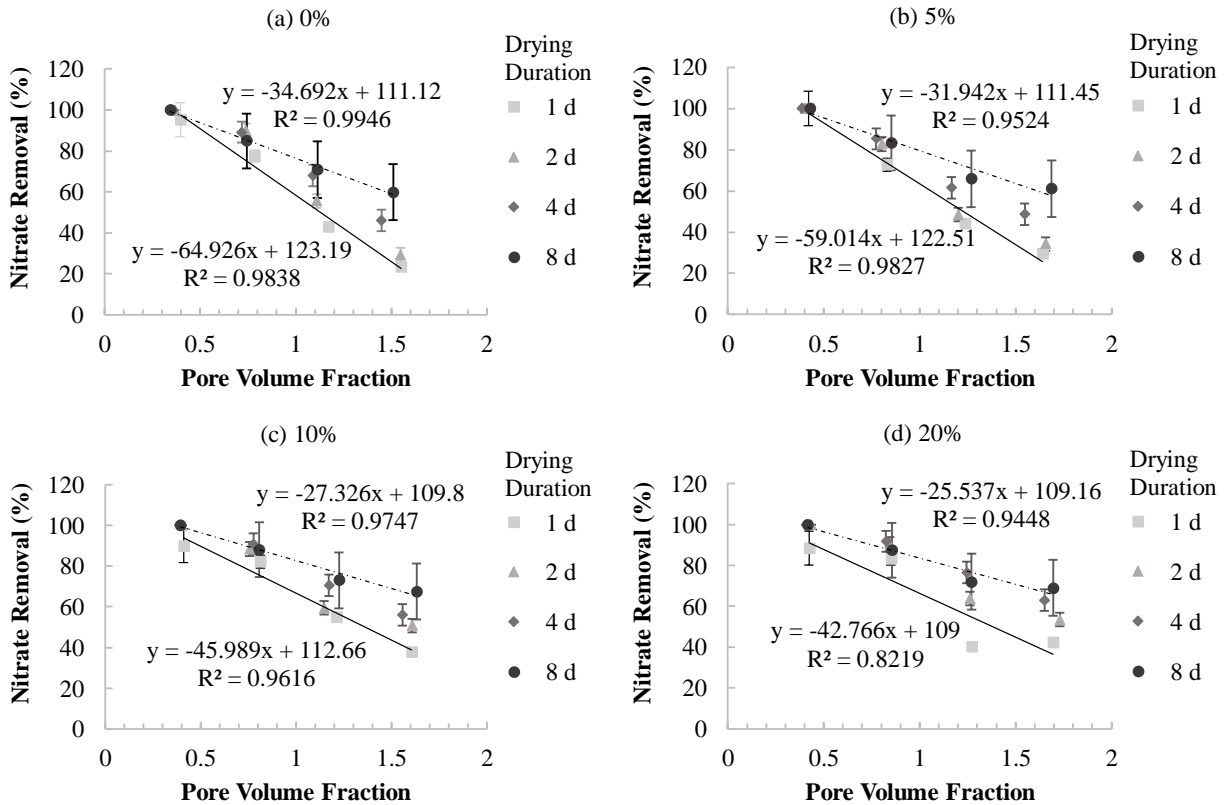 (a) 0%
Nitrate Removal (%)
120
100
80
60
40
20
0
y = -34.692x + 111.12
R² = 0.9946
y = -64.926x + 123.19
R² = 0.9838
0 0.5 1 1.5 2
Pore Volume Fraction
Drying
Duration
1 d
2 d
4 d
8 d
(b) 5%
Nitrate Removal (%)
120
100
80
60
40
20
0
y = -31.942x + 111.45
R² = 0.9524
y = -59.014x + 122.51
R² = 0.9827
0 0.5 1 1.5 2
Pore Volume Fraction
Drying
Duration
1 d
2 d
4 d
8 d
(c) 10%
Nitrate Removal (%)
120
100
80
60
40
20
0
y = -27.326x + 109.8
R² = 0.9747
y = -45.989x + 112.66
R² = 0.9616
0 0.5 1 1.5 2
Pore Volume Fraction
Drying
Duration
1 d
2 d
4 d
8 d
(d) 20%
Nitrate Removal (%)
120
100
80
60
40
20
0
y = -25.537x + 109.16
R² = 0.9448
y = -42.766x + 109
R² = 0.8219
0 0.5 1 1.5 2
Pore Volume Fraction
Drying
Duration
1 d
2 d
4 d
8 d